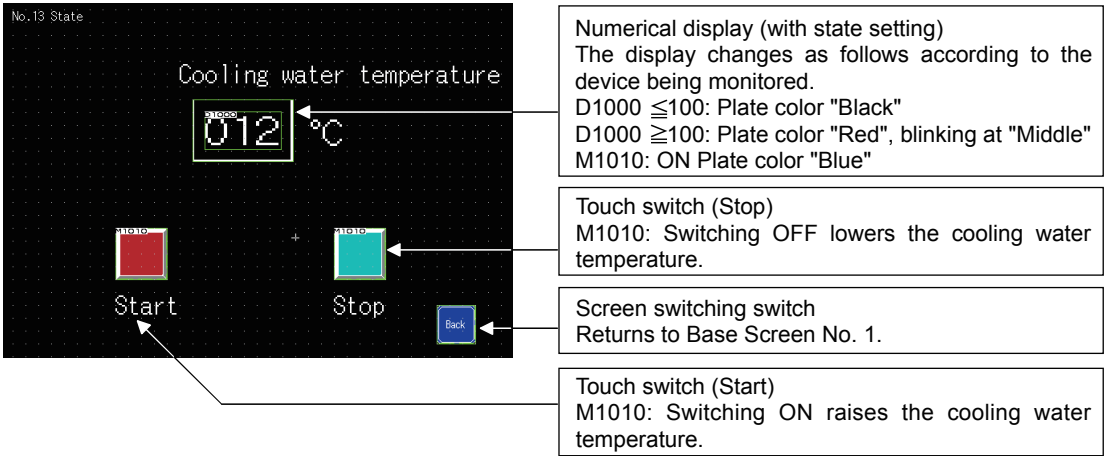 No.13 State
Cooling water temperature
D1000
012 °C
M1010
M1010
Start
Stop
Back
Numerical display (with state setting)
The display changes as follows according to the
device being monitored.
D1000 ≦100: Plate color "Black"
D1000 ≧100: Plate color "Red", blinking at "Middle"
M1010: ON Plate color "Blue"
Touch switch (Stop)
M1010: Switching OFF lowers the cooling water
temperature.
Screen switching switch
Returns to Base Screen No. 1.
Touch switch (Start)
M1010: Switching ON raises the cooling water
temperature.